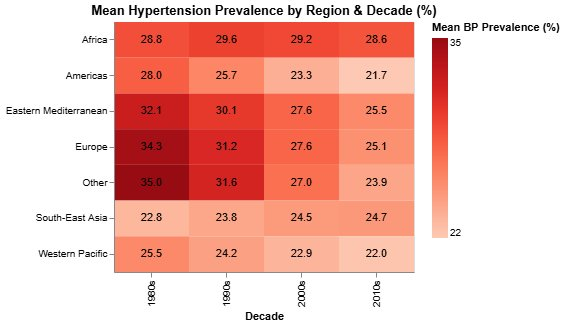 Mean Hypertension Prevalence by Region & Decade (%)
Mean BP Prevalence (%)
35
22
Africa 28.8 29.6 29.2 28.6
Americas 28.0 25.7 23.3 21.7
Eastern Mediterranean 32.1 30.1 27.6 25.5
Europe 34.3 31.2 27.6 25.1
Other 35.0 31.6 27.0 23.9
South-East Asia 22.8 23.8 24.5 24.7
Western Pacific 25.5 24.2 22.9 22.0
1980s 1990s 2000s 2010s
Decade